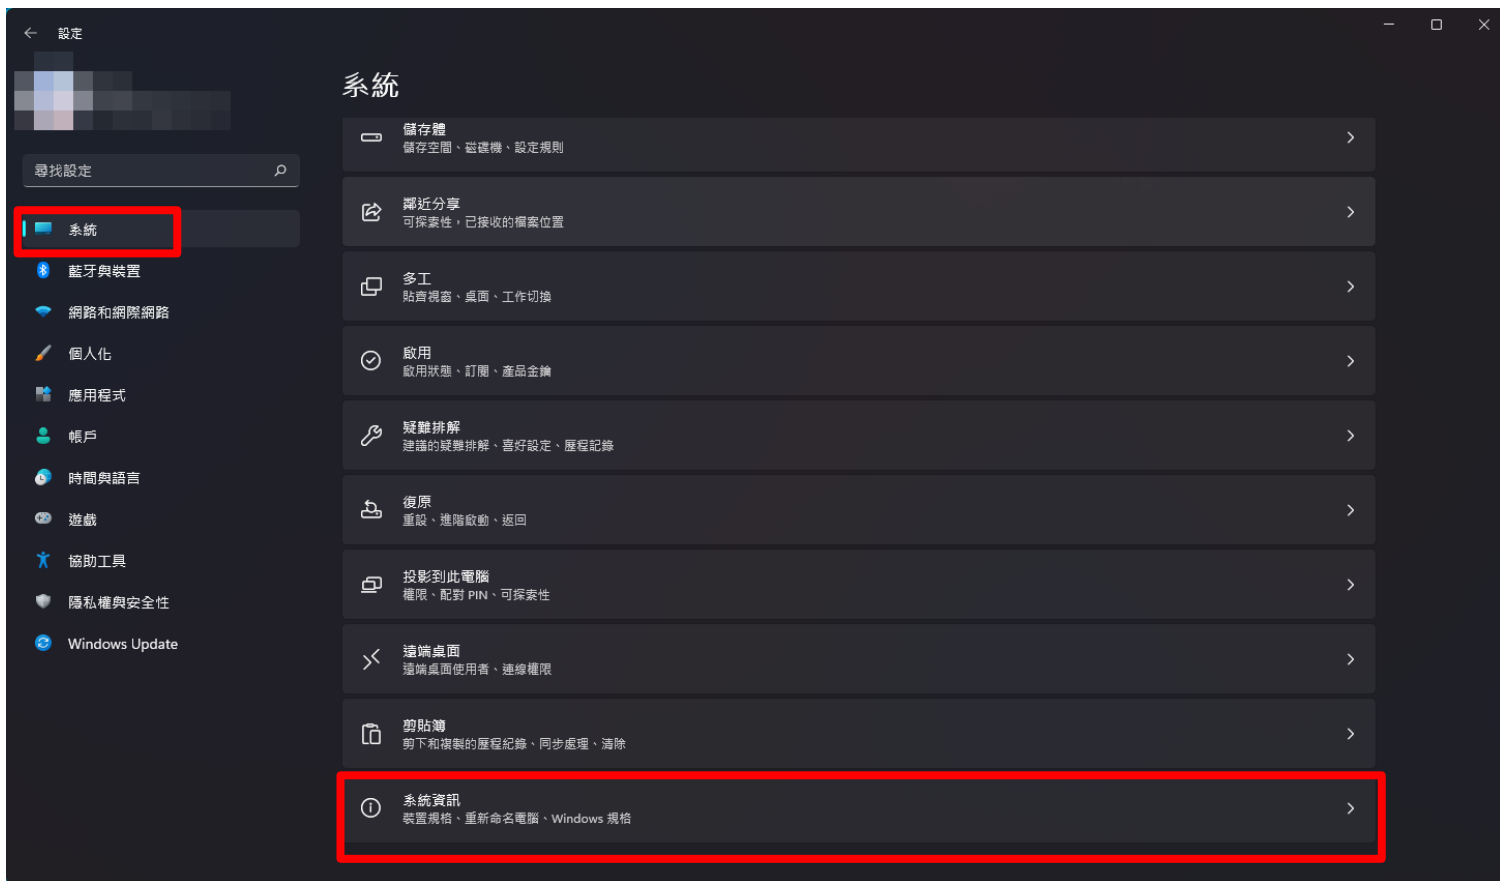 設定
系統
尋找設定
系統
藍牙與裝置
網路和網際網路
個人化
應用程式
帳戶
時間與語言
遊戲
協助工具
隱私權與安全性
Windows Update
儲存體
儲存空間、磁碟機、設定規則
鄰近分享
可探索性，已接收的檔案位置
多工
貼齊視窗、桌面、工作切換
啟用
啟用狀態、訂閱、產品金鑰
疑難排解
建議的疑難排解、喜好設定、歷程記錄
復原
重設、進階啟動、返回
投影到此電腦
權限、配對 PIN、可探索性
遠端桌面
遠端桌面使用者、連線權限
剪貼簿
剪下和複製的歷程紀錄、同步處理、清除
系統資訊
裝置規格、重新命名電腦、Windows 規格